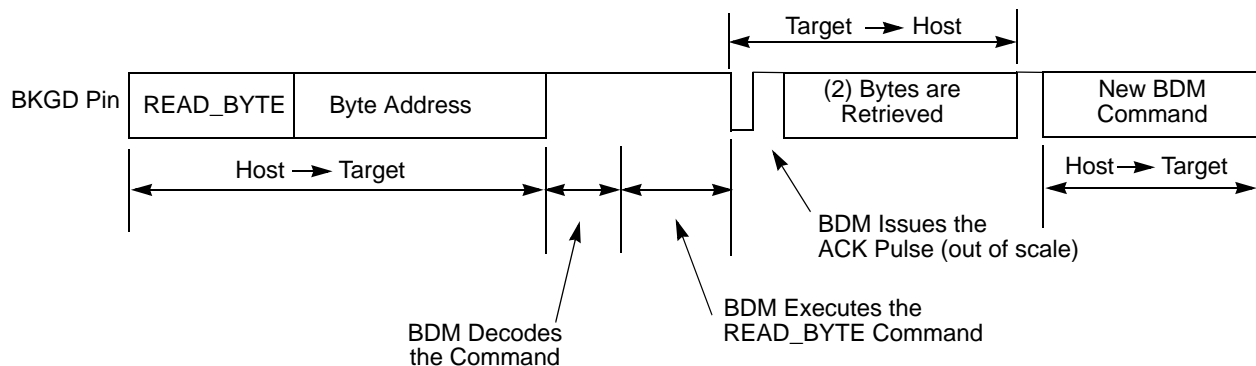 Target → Host
BKGD Pin
READ_BYTE
Byte Address
(2) Bytes are
Retrieved
New BDM
Command
Host → Target
Host → Target
BDM Issues the
ACK Pulse (out of scale)
BDM Decodes
the Command
BDM Executes the
READ_BYTE Command